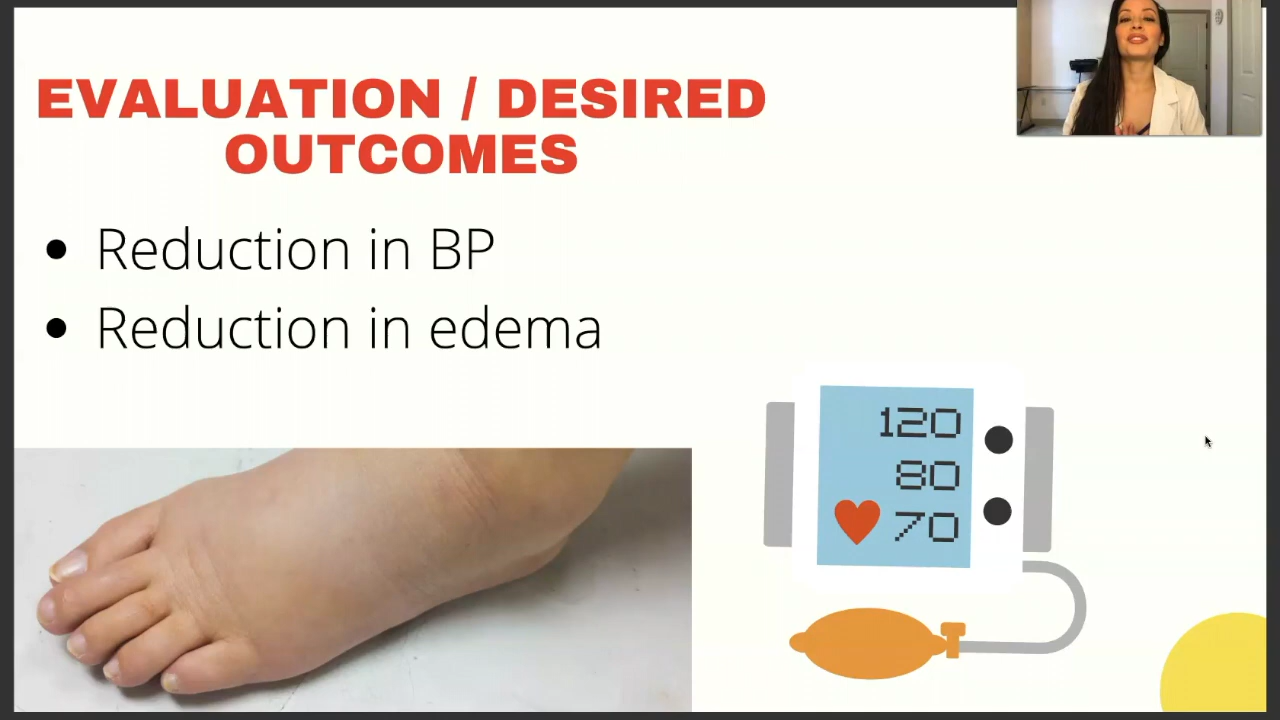 EVALUATION / DESIRED
OUTCOMES
• Reduction in BP
• Reduction in edema
120
80
70